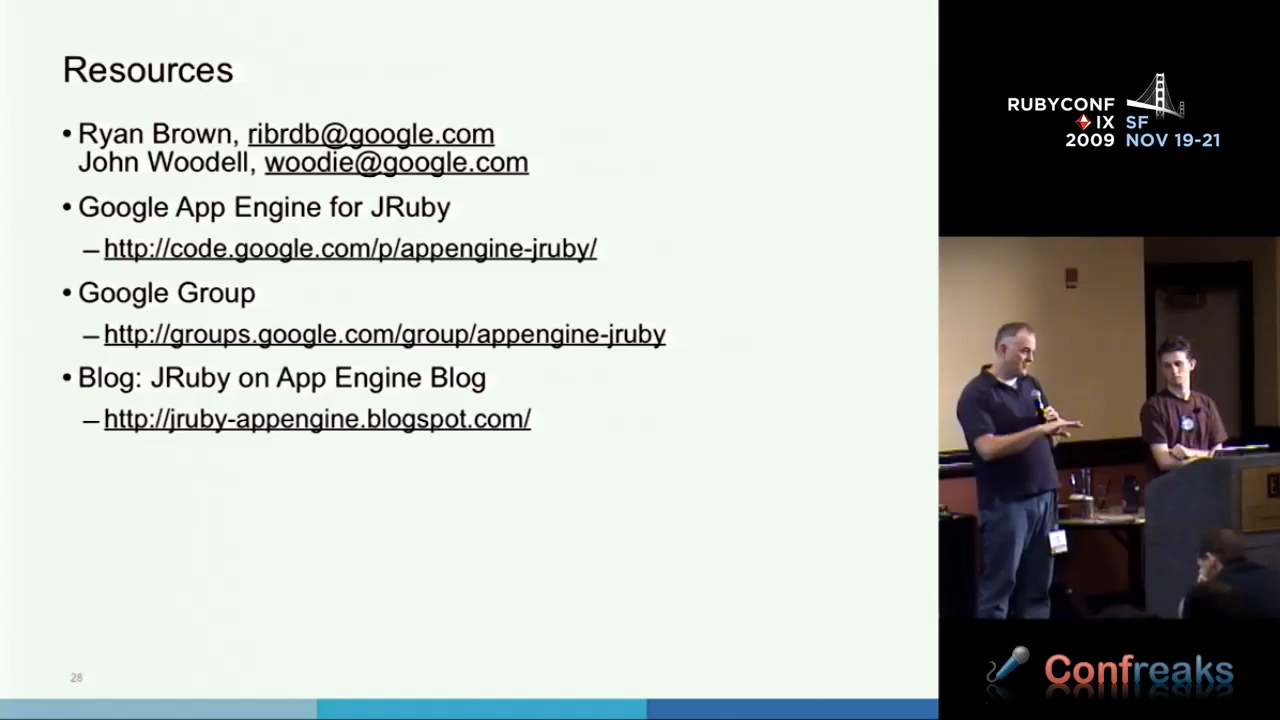 Resources
• Ryan Brown, ribrdb@google.com
John Woodell, woodie@google.com
• Google App Engine for JRuby
– http://code.google.com/p/appengine-jruby/
• Google Group
– http://groups.google.com/group/appengine-jruby
• Blog: JRuby on App Engine Blog
– http://jruby-appengine.blogspot.com/
28
RUBYCONF
IX SF
2009 NOV 19-21
Confreaks